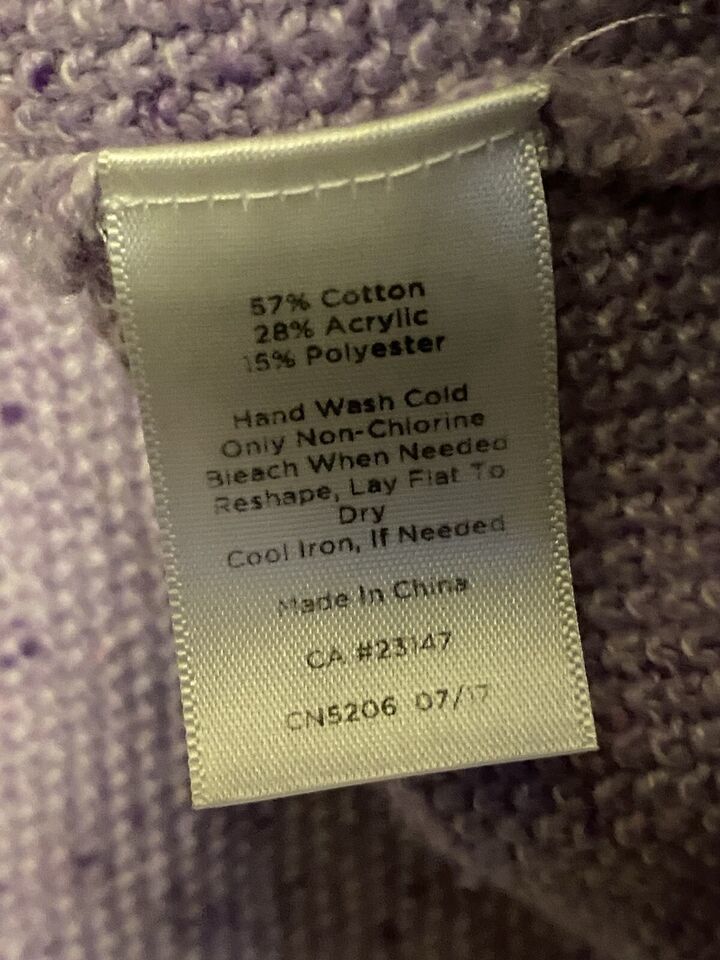 57% Cotton
28% Acrylic
15% Polyester
Hand Wash Cold
Only Non-Chlorine
Bleach When Needed
Reshape, Lay Flat To
Dry
Cool Iron, If Needed
Made In China
CA #23147
CN5206 07/17